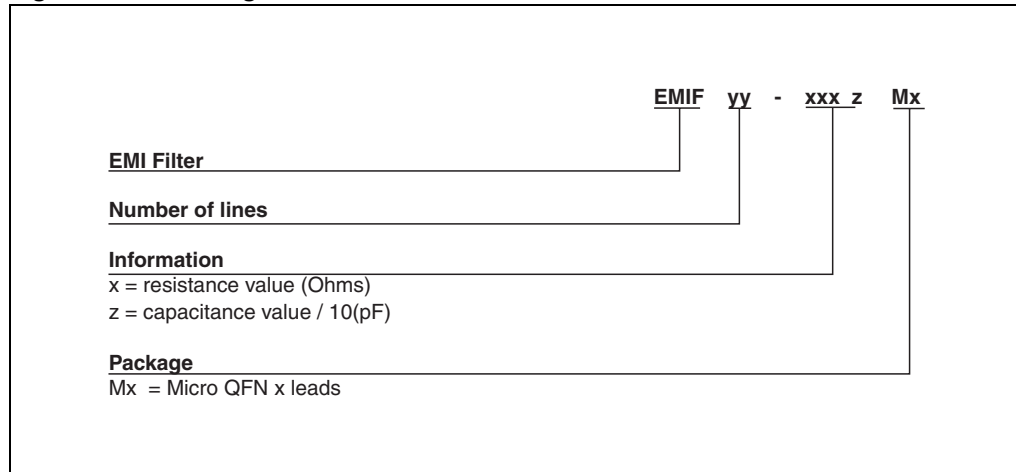 EMIF yy - xxx z Mx
EMI Filter
Number of lines
Information
x = resistance value (Ohms)
z = capacitance value / 10(pF)
Package
Mx = Micro QFN x leads